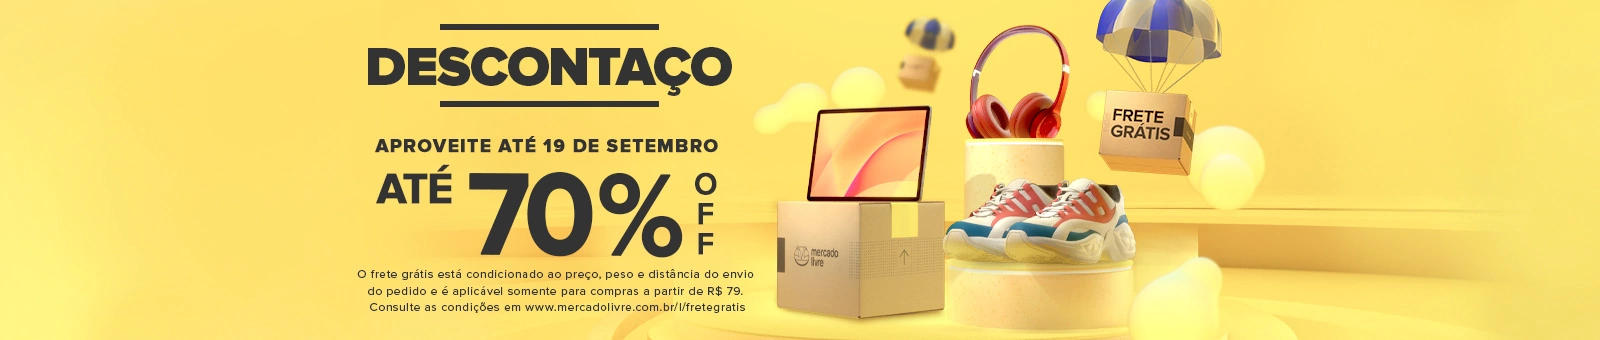 DESCONTAÇO
APROVEITE ATÉ 19 DE SETEMBRO
ATÉ 70% OFF
O frete grátis está condicionado ao preço, peso e distância do envio
do pedido e é aplicável somente para compras a partir de R$ 79.
Consulte as condições em www.mercadolivre.com.br/l/fretegratis
mercado
livre
FRETE
GRÁTIS